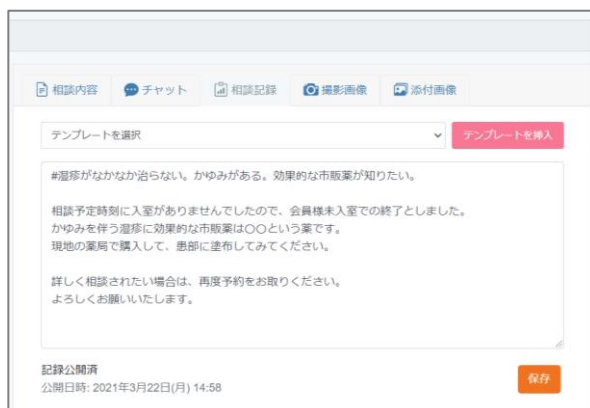 相談内容
チャット
相談記録
撮影画像
添付画像
テンプレートを選択
テンプレートを挿入
#湿疹がなかなか治らない。かゆみがある。効果的な市販薬が知りたい。
相談予定時刻に入室がありませんでしたので、会員様未入室での終了としました。
かゆみを伴う湿疹に効果的な市販薬は〇〇という薬です。
現地の薬局で購入して、患部に塗布してみてください。
詳しく相談されたい場合は、再度予約をお取りください。
よろしくお願いいたします。
記録公開済
公開日時: 2021年3月22日(月) 14:58
保存